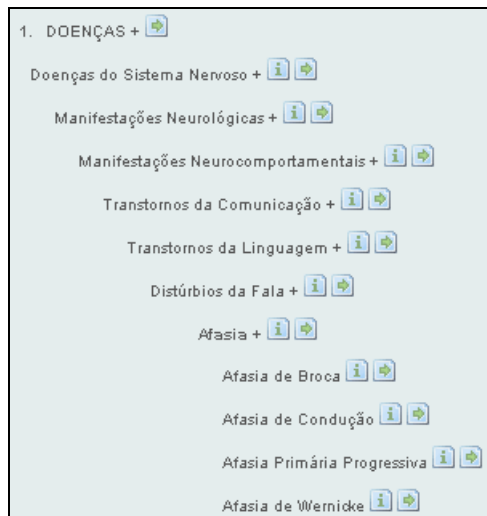 1. DOENÇAS +
Doenças do Sistema Nervoso +
Manifestações Neurológicas +
Manifestações Neurocomportamentais +
Transtornos da Comunicação +
Transtornos da Linguagem +
Distúrbios da Fala +
Afasia +
Afasia de Broca
Afasia de Condução
Afasia Primária Progressiva
Afasia de Wernicke